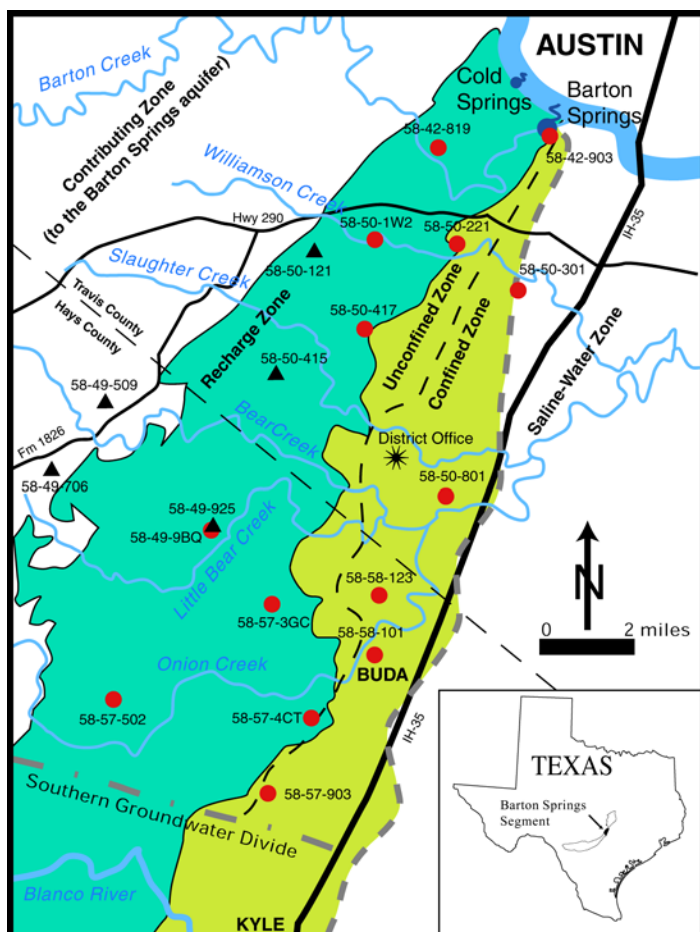 AUSTIN
Barton Creek
Cold
Springs
Barton
Springs
Contributing Zone
(to the Barton Springs aquifer)
58-42-819
58-42-903
Williamson Creek
Hwy 290
58-50-1W2
58-50-221
IH-35
58-50-121
Slaughter Creek
58-50-301
Travis County
Hays County
Recharge Zone
58-50-417
Unconfined Zone
Confined Zone
Saline-Water Zone
58-50-415
58-49-509
BearCreek
District Office
Fm 1826
58-49-706
58-50-801
58-49-925
58-49-9BQ
Little Bear Creek
N
58-58-123
58-57-3GC
0 2 miles
58-58-101
Onion Creek
BUDA
58-57-502
58-57-4CT
IH-35
Southern Groundwater Divide
58-57-903
TEXAS
Barton Springs
Segment
Blanco River
KYLE